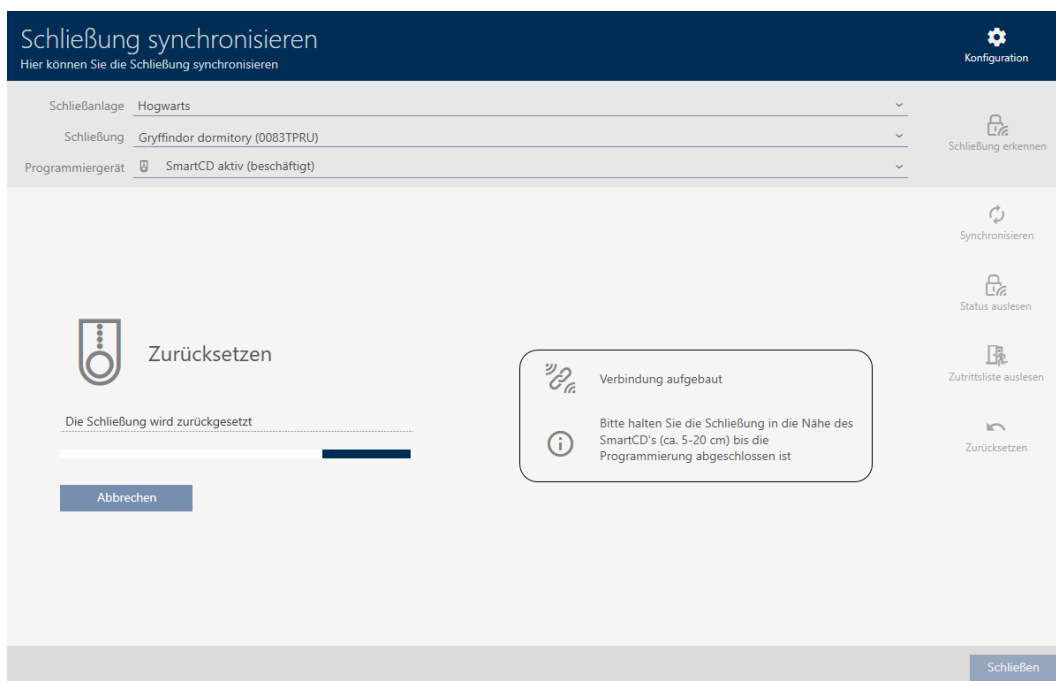 Schließung synchronisieren
Hier können Sie die Schließung synchronisieren
Konfiguration
Schließanlage Hogwarts
Schließung Gryffindor dormitory (0083TPRU)
Programmiergerät SmartCD aktiv (beschäftigt)
Schließung erkennen
Synchronisieren
Status auslesen
Zutrittsliste auslesen
Zurücksetzen
Zurücksetzen
Die Schließung wird zurückgesetzt
Abbrechen
Verbindung aufgebaut
Bitte halten Sie die Schließung in die Nähe des
SmartCD's (ca. 5-20 cm) bis die
Programmierung abgeschlossen ist
Schließen